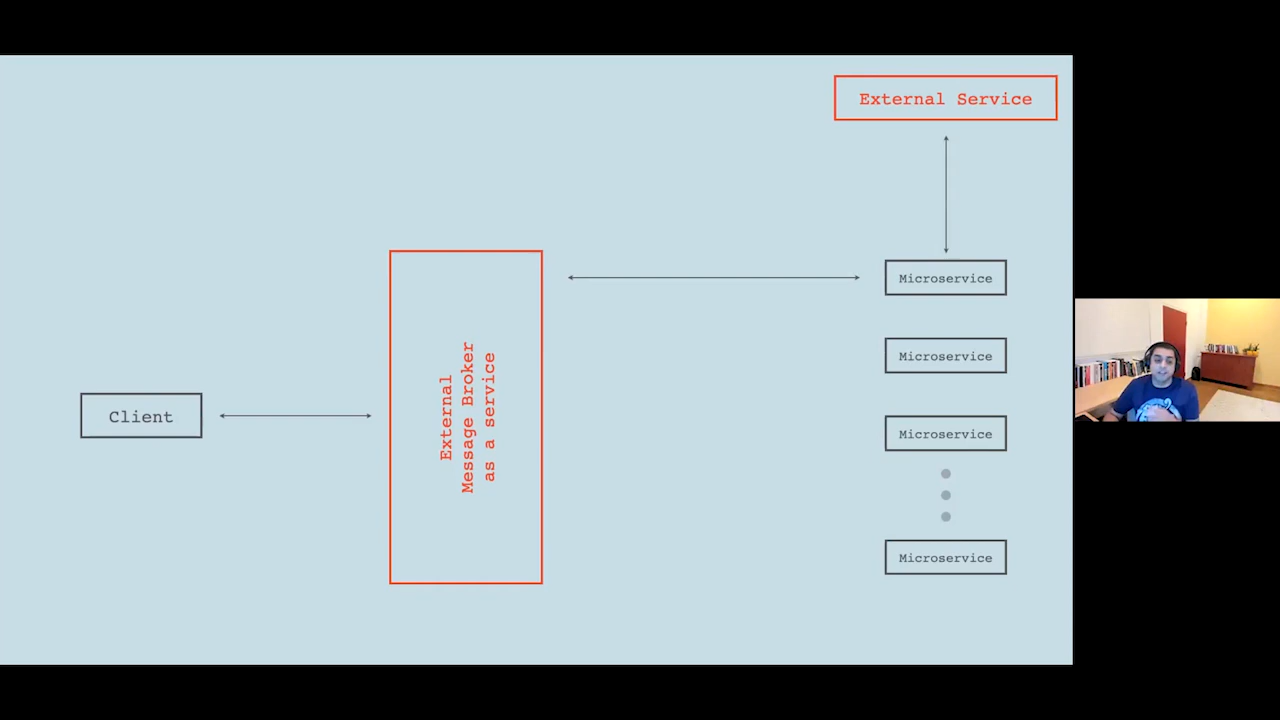 External Service
Microservice
External
Message Broker
as a service
Microservice
Client
Microservice
Microservice